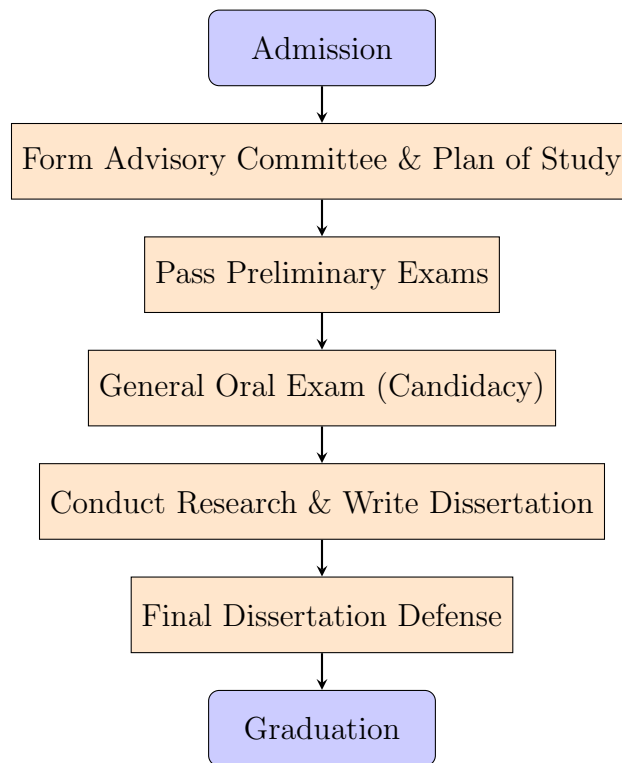 Admission
Form Advisory Committee & Plan of Study
Pass Preliminary Exams
General Oral Exam (Candidacy)
Conduct Research & Write Dissertation
Final Dissertation Defense
Graduation